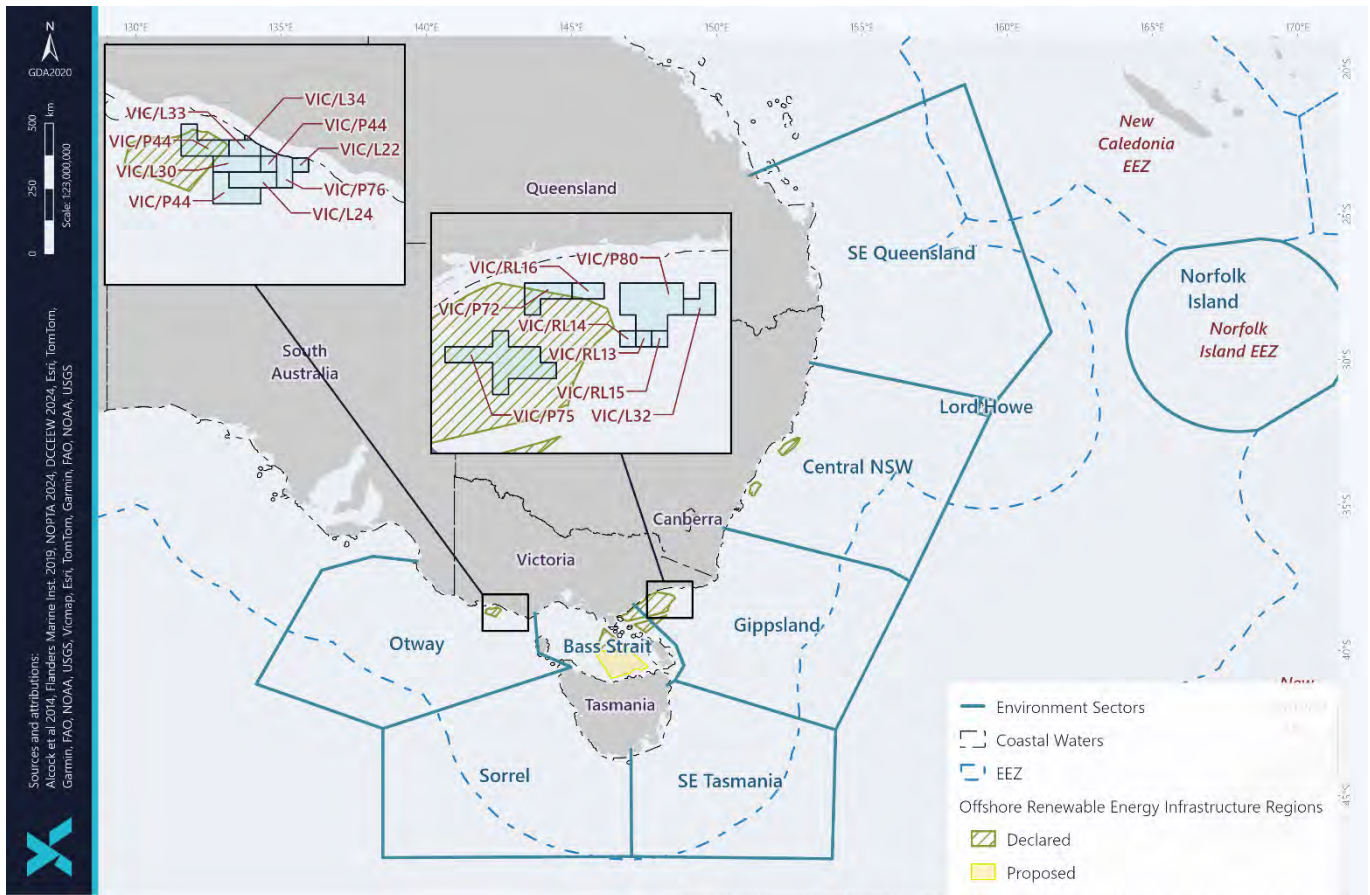 130°E
135°E
140°E
145°E
150°E
155°E
160°E
165°E
170°E
N
GDA2020
0
250
500
km
Scale: 1:23,000,000
Sources and attributions:
Alcock et al 2014, Flanders Marine Inst. 2019, NOPTA 2024, DCCEEW 2024, Esri, TomTom,
Garmin, FAO, NOAA, USGS, Vicmap, Esri, TomTom, Garmin, FAO, NOAA, USGS
VIC/L33
VIC/L34
VIC/P44
VIC/P44
VIC/L22
VIC/L30
VIC/P76
VIC/P44
VIC/L24
VIC/RL16
VIC/P80
VIC/P72
VIC/RL14
VIC/RL13
VIC/RL15
VIC/P75
VIC/L32
Queensland
South
Australia
Canberra
Victoria
Tasmania
SE Queensland
Lord Howe
Central NSW
Gippsland
Bass Strait
Otway
Sorrel
SE Tasmania
New
Caledonia
EEZ
Norfolk
Island
Norfolk
Island EEZ
New
20°S
25°S
30°S
35°S
40°S
45°S
Environment Sectors
Coastal Waters
EEZ
Offshore Renewable Energy Infrastructure Regions
Declared
Proposed